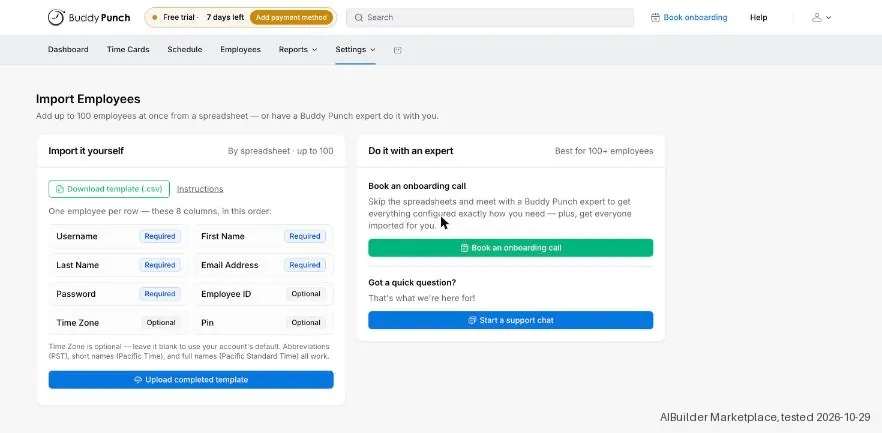 Buddy Punch
Free trial · 7 days left Add payment method
Search
Book onboarding
Help
Dashboard Time Cards Schedule Employees Reports Settings
Import Employees
Add up to 100 employees at once from a spreadsheet — or have a Buddy Punch expert do it with you.
Import it yourself By spreadsheet · up to 100
Download template (.csv) Instructions
One employee per row — these 8 columns, in this order:
Username Required First Name Required
Last Name Required Email Address Required
Password Required Employee ID Optional
Time Zone Optional Pin Optional
Time Zone is optional — leave it blank to use your account's default. Abbreviations
(PST), short names (Pacific Time), and full names (Pacific Standard Time) all work.
Upload completed template
Do it with an expert Best for 100+ employees
Book an onboarding call
Skip the spreadsheets and meet with a Buddy Punch expert to get
everything configured exactly how you need — plus, get everyone
imported for you.
Book an onboarding call
Got a quick question?
That's what we're here for!
Start a support chat
AIBuilder Marketplace, tested 2026-10-29